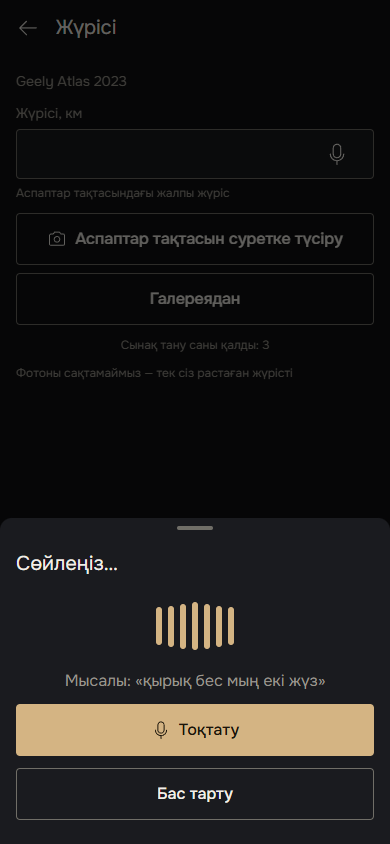 Жүрісі
Geely Atlas 2023
Жүрісі, км
Аспаптар тақтасындағы жалпы жүріс
Аспаптар тақтасын суретке түсіру
Галереядан
Сынақ тану саны қалды: 3
Фотоны сақтамаймыз — тек сіз растаған жүрісті
Сөйлеңіз...
Мысалы: «қырық бес мың екі жүз»
Тоқтату
Бас тарту